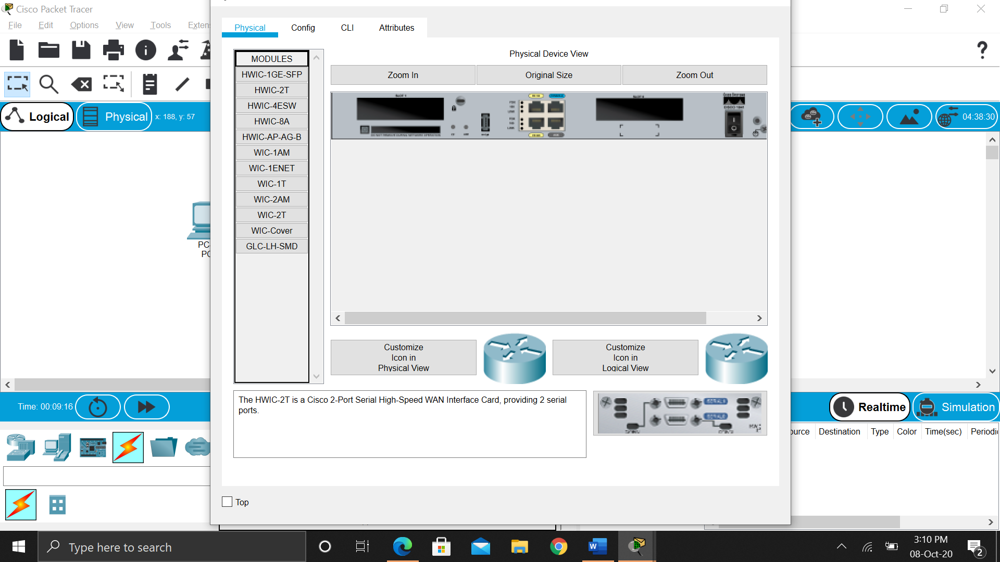 Cisco Packet Tracer
File Edit Options View Tools Exten
Physical Config CLI Attributes
MODULES
HWIC-1GE-SFP
HWIC-2T
HWIC-4ESW
HWIC-8A
HWIC-AP-AG-B
WIC-1AM
WIC-1ENET
WIC-1T
WIC-2AM
WIC-2T
WIC-Cover
GLC-LH-SMD
Physical Device View
Zoom In Original Size Zoom Out
Logical Physical x: 188, y: 57
04:38:30
PC
PC
Customize
Icon in
Physical View
Customize
Icon in
Logical View
The HWIC-2T is a Cisco 2-Port Serial High-Speed WAN Interface Card, providing 2 serial
ports.
Time: 00:09:16
Realtime Simulation
ource Destination Type Color Time(sec) Periodi
Top
Type here to search
3:10 PM
08-Oct-20
2